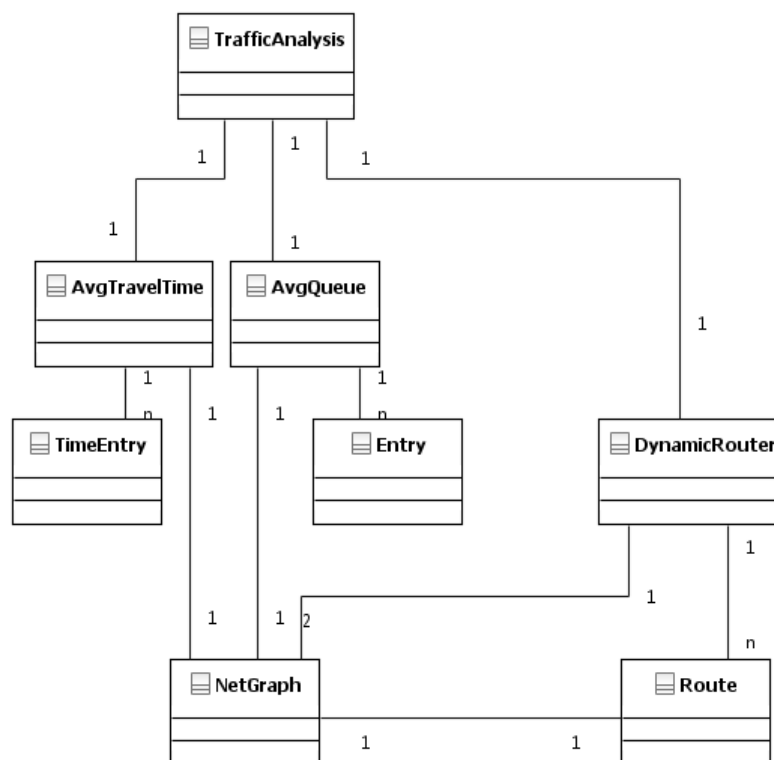 TrafficAnalysis
1
1
1
1
1
AvgTravelTime
AvgQueue
1
1
1
n
n
1
1
TimeEntry
Entry
DynamicRouter
1
1
1
1
2
n
NetGraph
Route
1
1